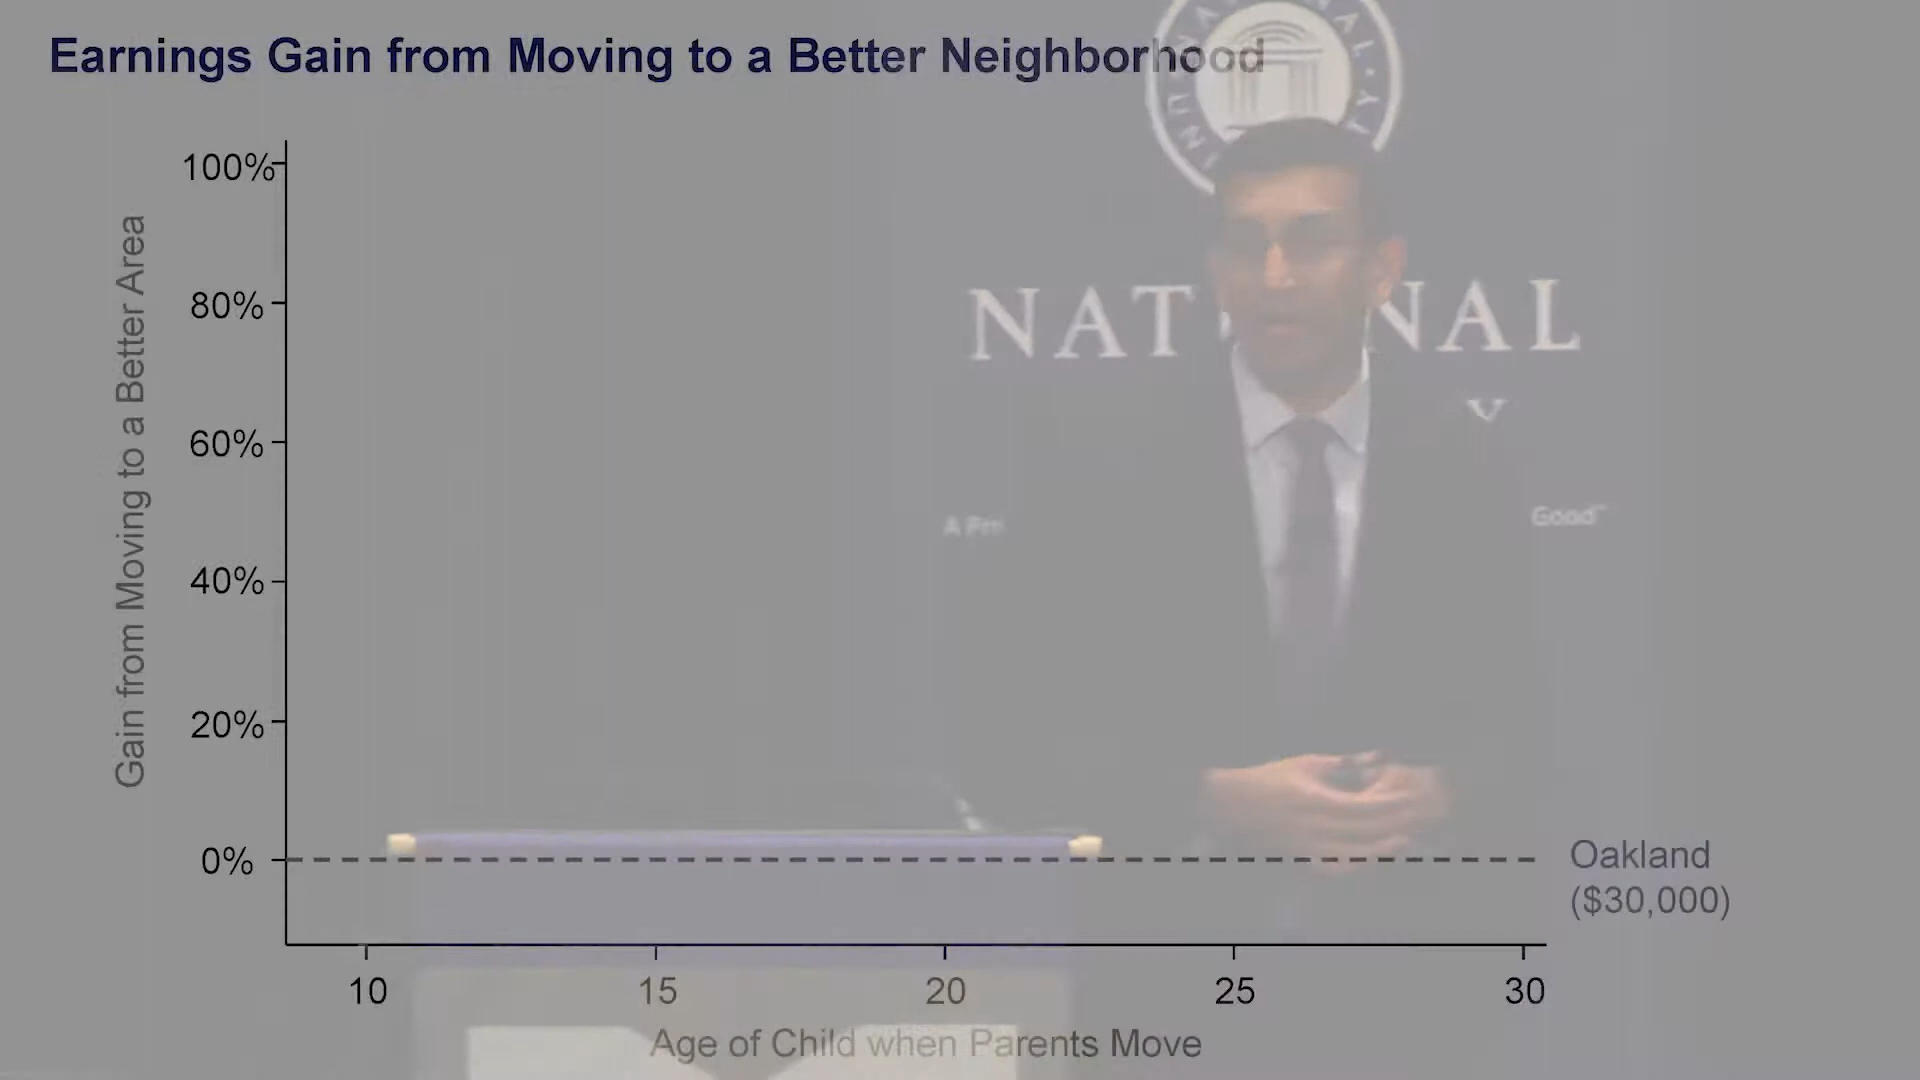 Earnings Gain from Moving to a Better Neighborhood
100%
80%
60%
40%
20%
0%
Gain from Moving to a Better Area
Oakland
($30,000)
10 15 20 25 30
Age of Child when Parents Move
NAT NAL
Y
A Pri
Good